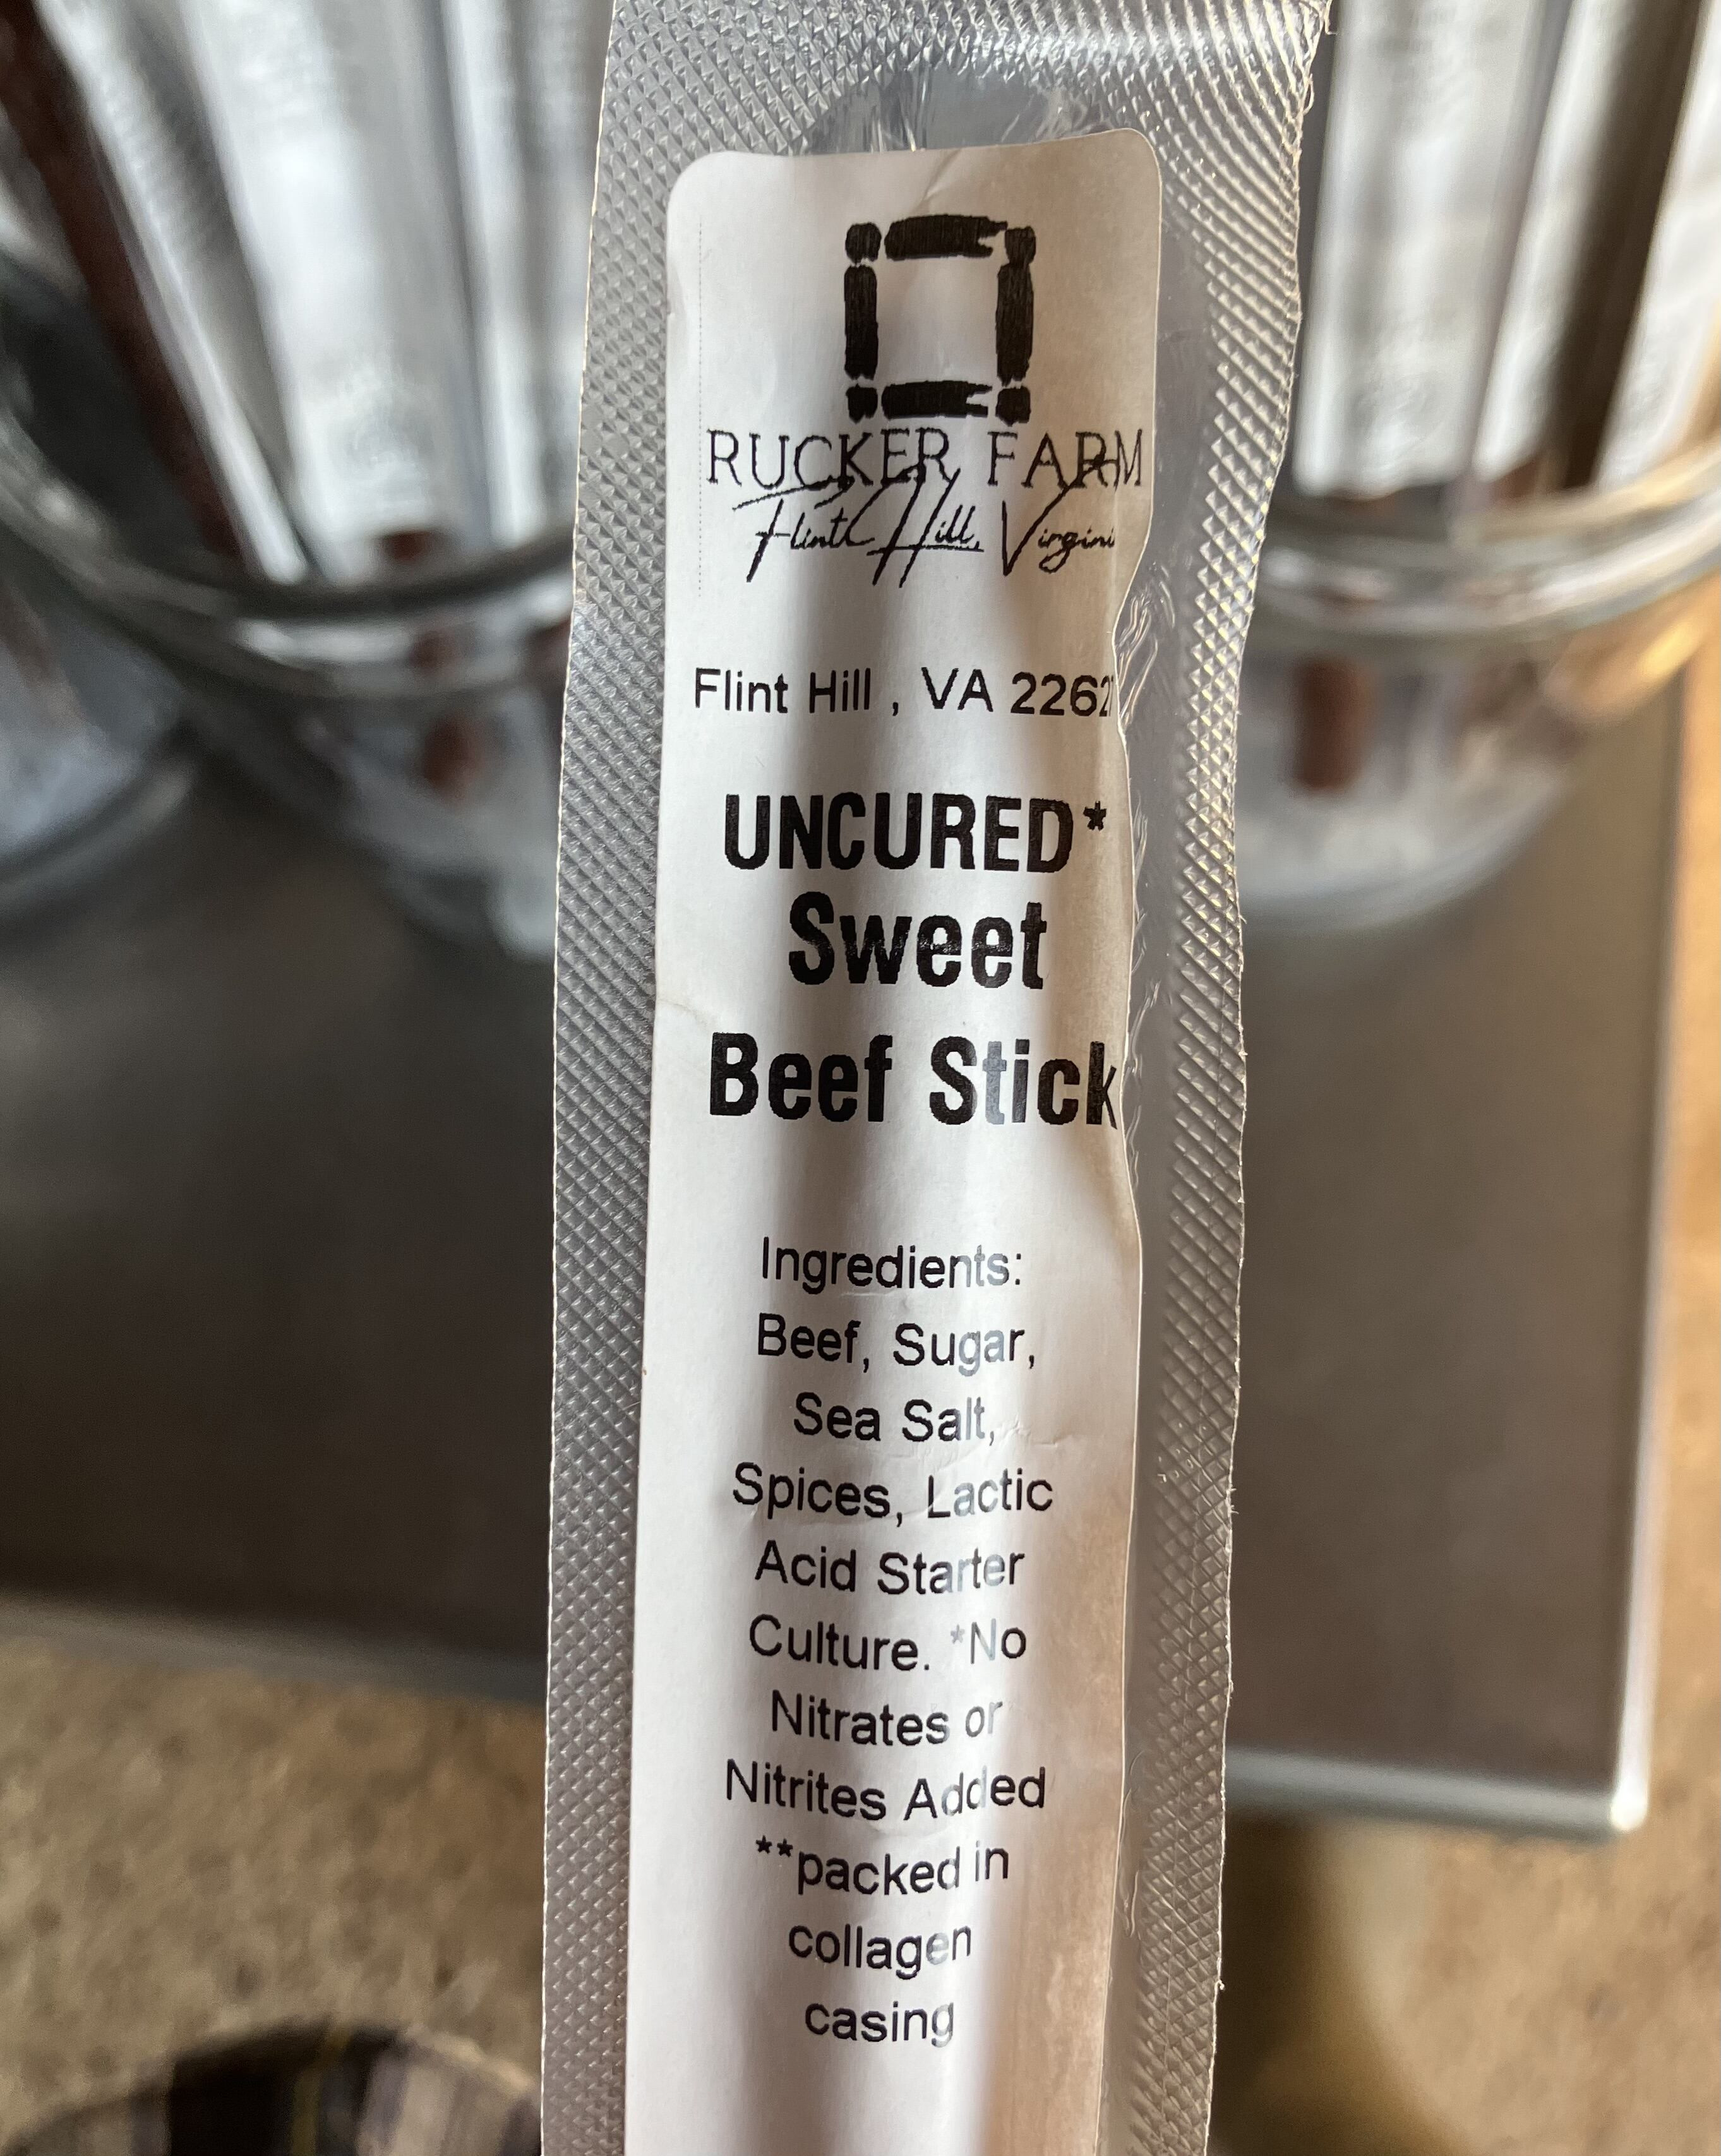 RUCKER FARM
Flint Hill, Virgini
Flint Hill , VA 2262
UNCURED*
Sweet
Beef Stick
Ingredients:
Beef, Sugar,
Sea Salt,
Spices, Lactic
Acid Starter
Culture. *No
Nitrates or
Nitrites Added
**packed in
collagen
casing